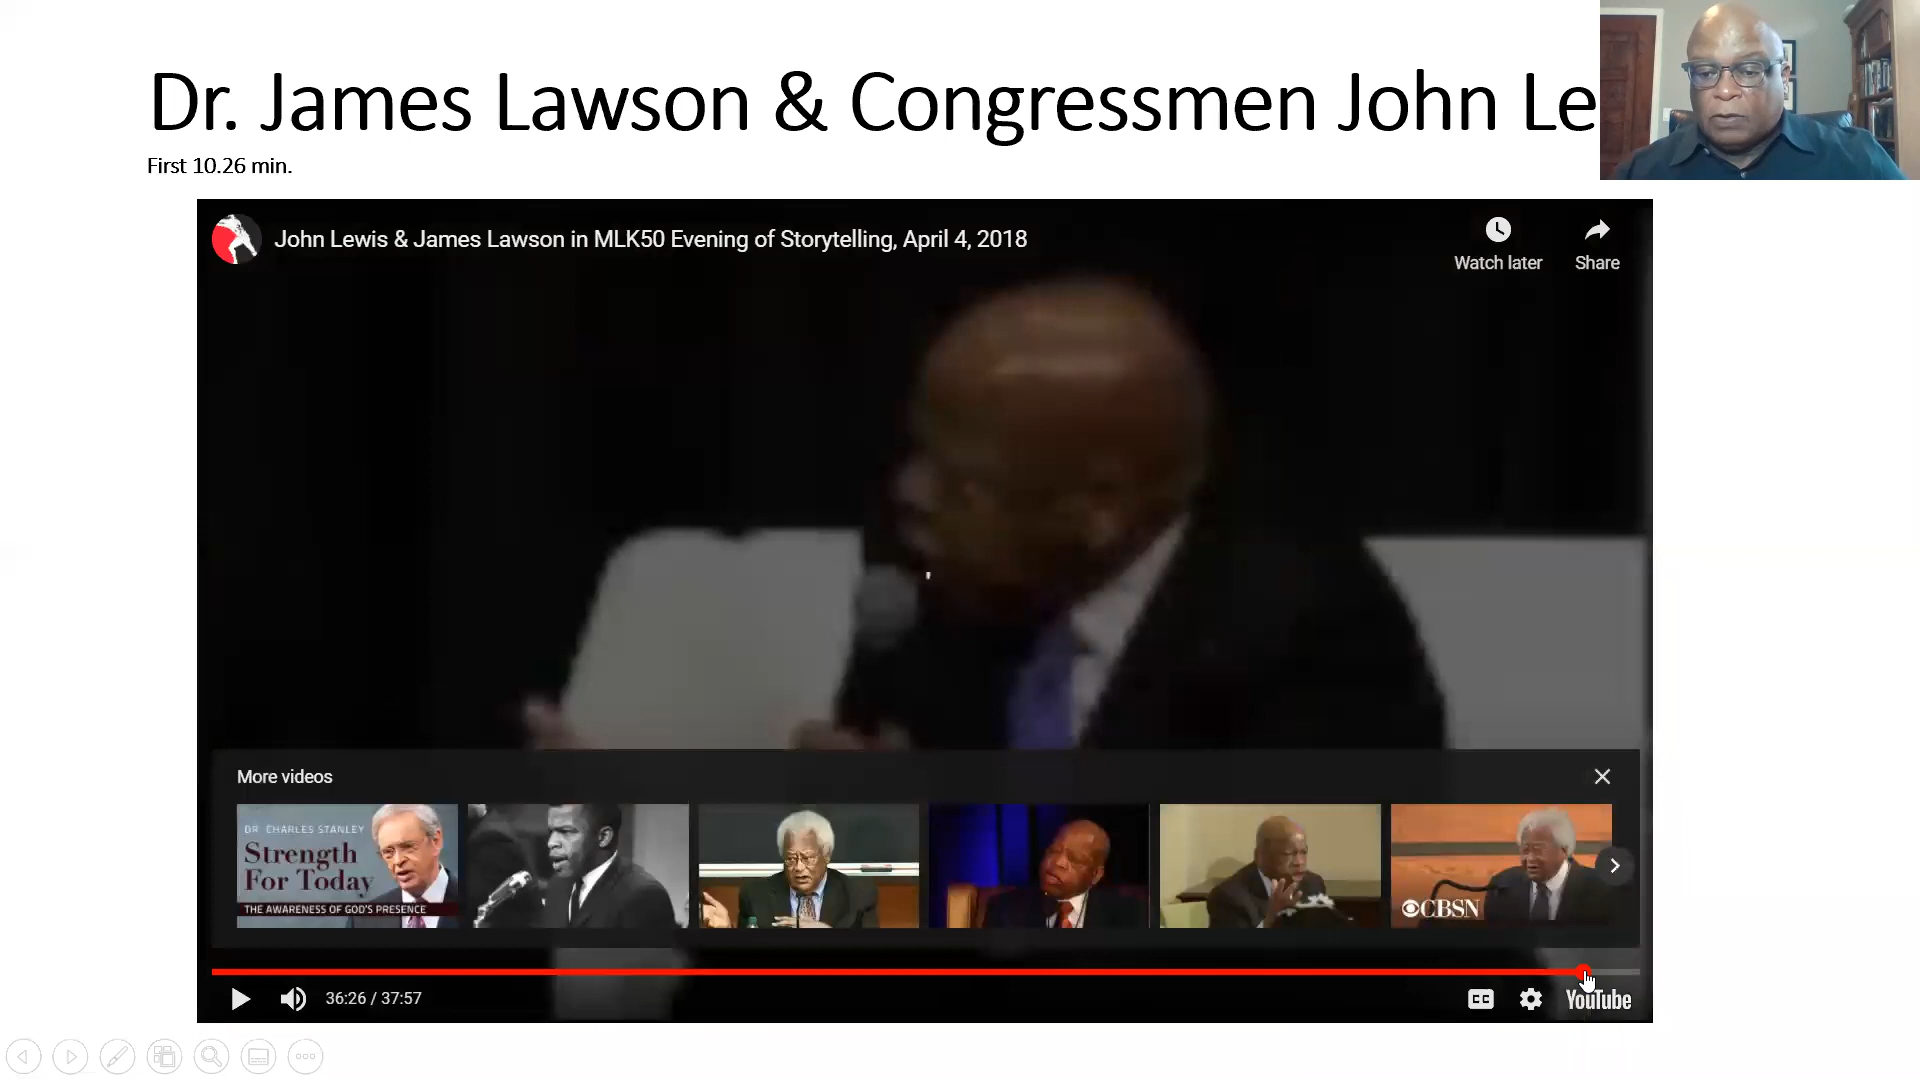 Dr. James Lawson & Congressmen John Le
First 10.26 min.
John Lewis & James Lawson in MLK50 Evening of Storytelling, April 4, 2018
Watch later
Share
More videos
DR. CHARLES STANLEY
Strength
For Today
THE AWARENESS OF GOD'S PRESENCE
CBSN
36:26 / 37:57
CC
YouTube